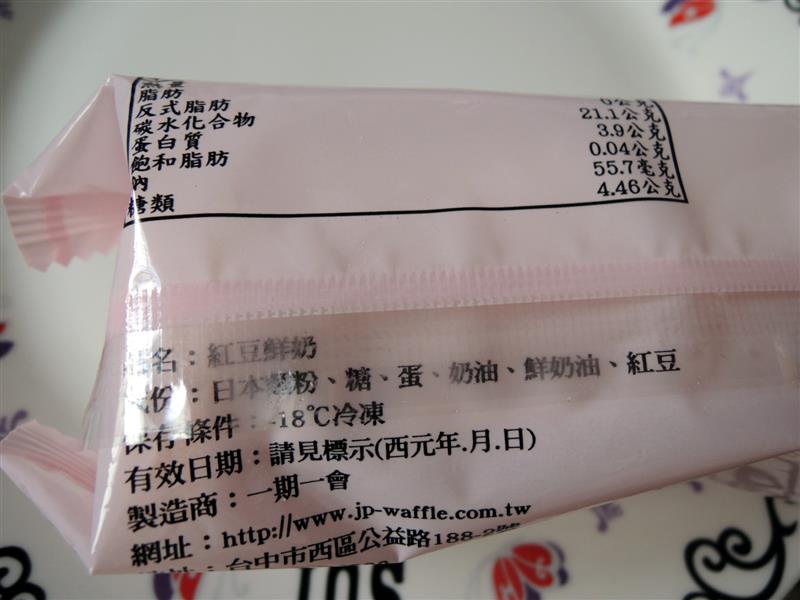 脂肪
反式脂肪 0公克
碳水化合物 21.1公克
蛋白質 3.9公克
飽和脂肪 0.04公克
鈉 55.7毫克
糖類 4.46公克
品名：紅豆鮮奶
成份：日本麵粉、糖、蛋、奶油、鮮奶油、紅豆
保存條件：-18℃冷凍
有效日期：請見標示(西元年.月.日)
製造商：一期一會
網址：http://www.jp-waffle.com.tw
台中市西區公益路188-2號